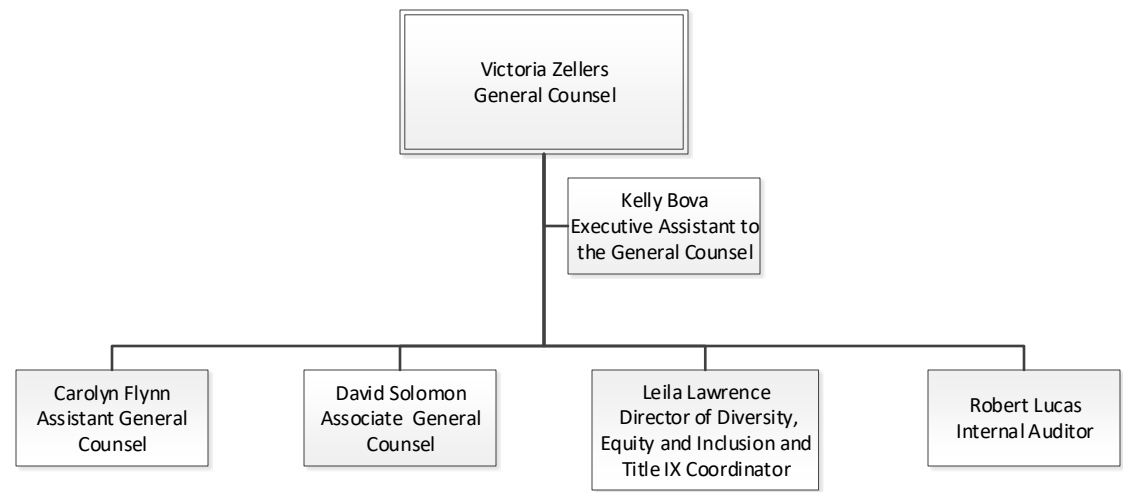 Victoria Zellers
General Counsel
Kelly Bova
Executive Assistant to
the General Counsel
Carolyn Flynn
Assistant General
Counsel
David Solomon
Associate General
Counsel
Leila Lawrence
Director of Diversity,
Equity and Inclusion and
Title IX Coordinator
Robert Lucas
Internal Auditor